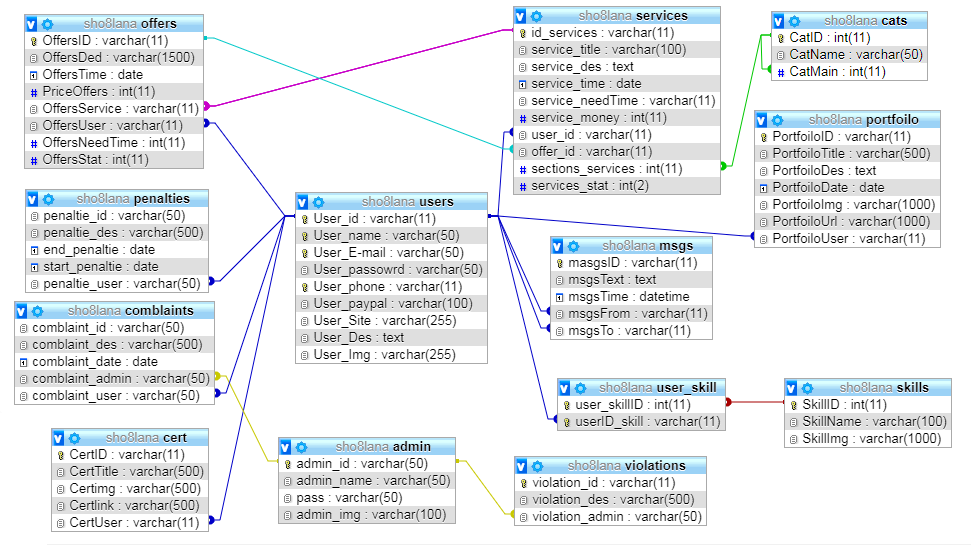 sho8lana offers
OffersID : varchar(11)
OffersDed : varchar(1500)
OffersTime : date
PriceOffers : int(11)
OffersService : varchar(11)
OffersUser : varchar(11)
OffersNeedTime : int(11)
OffersStat : int(11)
sho8lana services
id_services : varchar(11)
service_title : varchar(100)
service_des : text
service_time : date
service_needTime : varchar(11)
service_money : int(11)
user_id : varchar(11)
offer_id : varchar(11)
sections_services : int(11)
services_stat : int(2)
sho8lana cats
CatID : int(11)
CatName : varchar(50)
CatMain : int(11)
sho8lana portfoilo
PortfoiloID : varchar(11)
PortfoiloTitle : varchar(500)
PortfoiloDes : text
PortfoiloDate : date
PortfoiloImg : varchar(1000)
PortfoiloUrl : varchar(1000)
PortfoiloUser : varchar(11)
sho8lana penalties
penaltie_id : varchar(50)
penaltie_des : varchar(500)
end_penaltie : date
start_penaltie : date
penaltie_user : varchar(50)
sho8lana users
User_id : varchar(11)
User_name : varchar(50)
User_E-mail : varchar(50)
User_passowrd : varchar(50)
User_phone : varchar(11)
User_paypal : varchar(100)
User_Site : varchar(255)
User_Des : text
User_Img : varchar(255)
sho8lana msgs
masgsID : varchar(11)
msgsText : text
msgsTime : datetime
msgsFrom : varchar(11)
msgsTo : varchar(11)
sho8lana comblaints
comblaint_id : varchar(50)
comblaint_des : varchar(500)
comblaint_date : date
comblaint_admin : varchar(50)
comblaint_user : varchar(50)
sho8lana user_skill
user_skillID : int(11)
userID_skill : varchar(11)
sho8lana skills
SkillID : int(11)
SkillName : varchar(100)
SkillImg : varchar(1000)
sho8lana cert
CertID : varchar(11)
CertTitle : varchar(500)
Certimg : varchar(500)
Certlink : varchar(500)
CertUser : varchar(11)
sho8lana admin
admin_id : varchar(50)
admin_name : varchar(50)
pass : varchar(50)
admin_img : varchar(100)
sho8lana violations
violation_id : varchar(11)
violation_des : varchar(500)
violation_admin : varchar(50)